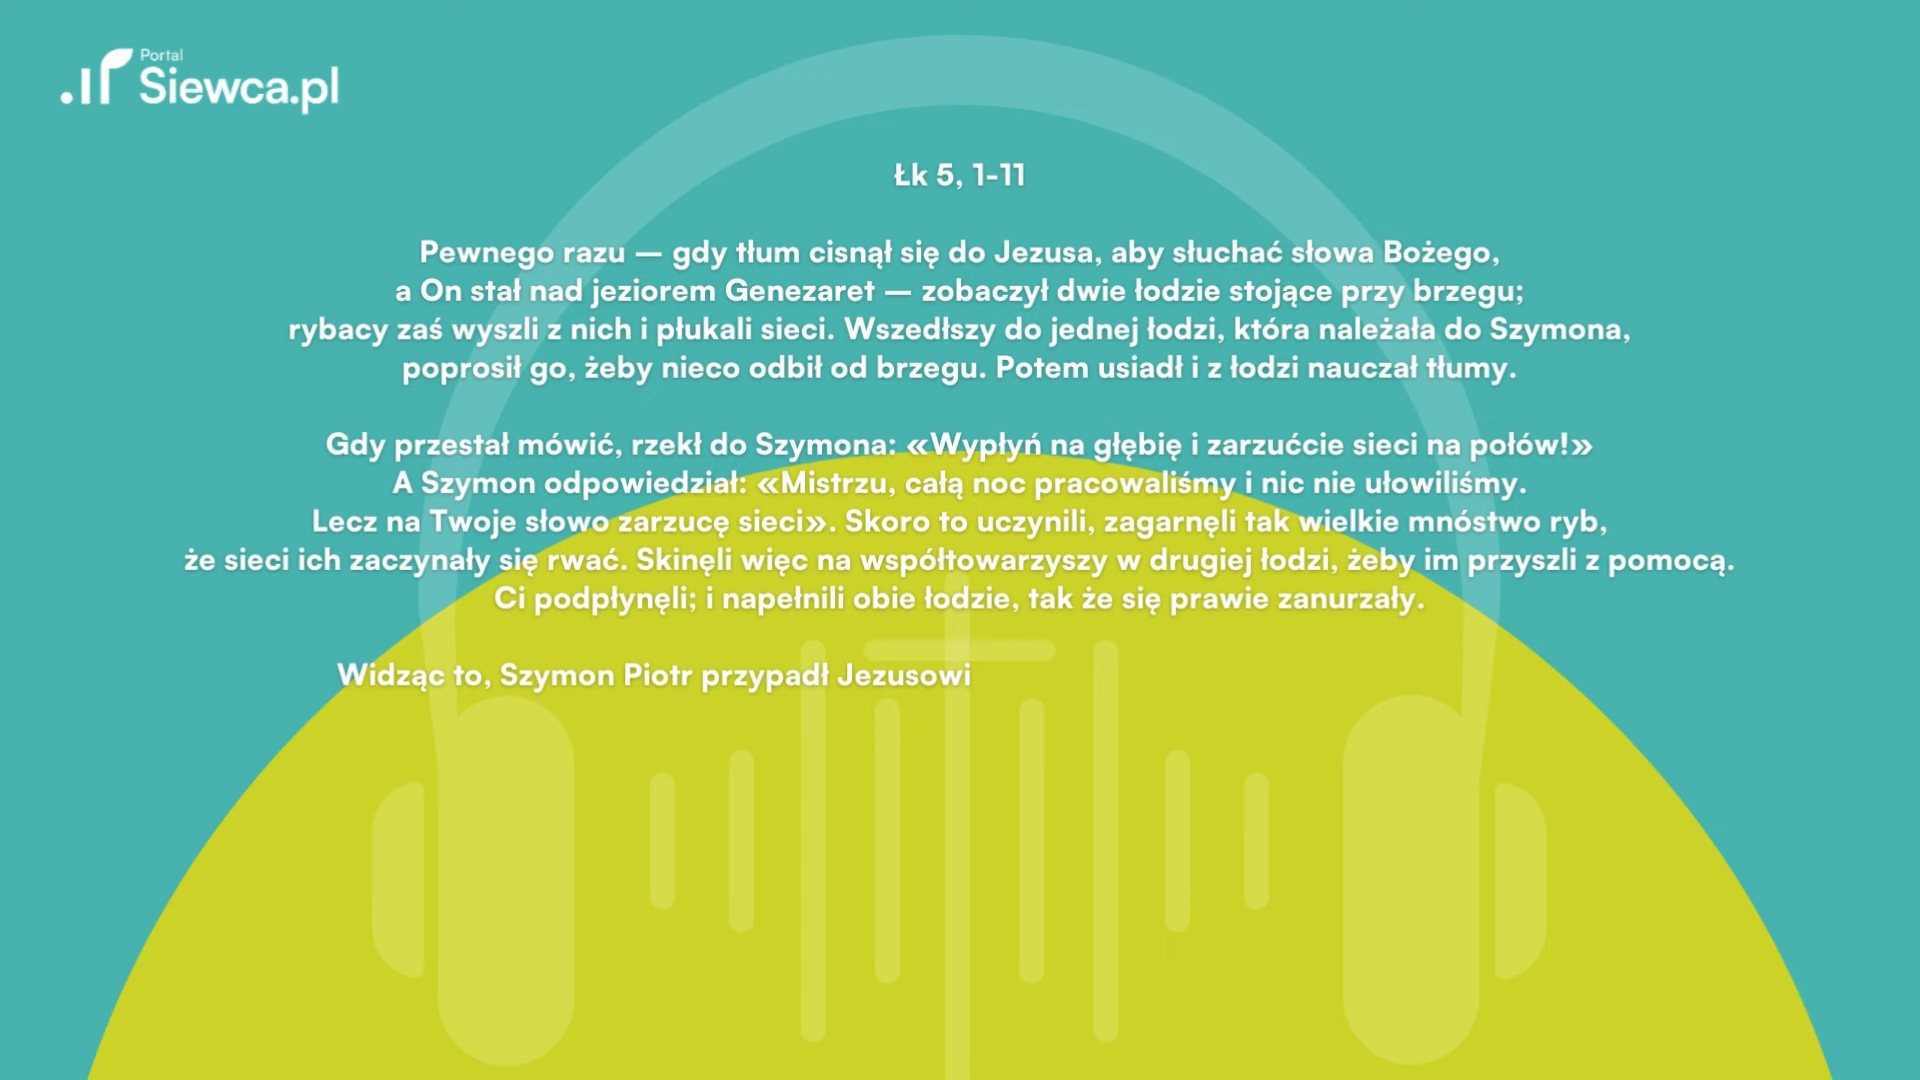 Portal
Siewca.pl
Łk 5, 1-11
Pewnego razu — gdy tłum cisnął się do Jezusa, aby słuchać słowa Bożego,
a On stał nad jeziorem Genezaret — zobaczył dwie łodzie stojące przy brzegu;
rybacy zaś wyszli z nich i płukali sieci. Wszedłszy do jednej łodzi, która należała do Szymona,
poprosił go, żeby nieco odbił od brzegu. Potem usiadł i z łodzi nauczał tłumy.
Gdy przestał mówić, rzekł do Szymona: «Wypłyń na głębię i zarzućcie sieci na połów!»
A Szymon odpowiedział: «Mistrzu, całą noc pracowaliśmy i nic nie ułowiliśmy.
Lecz na Twoje słowo zarzucę sieci». Skoro to uczynili, zagarnęli tak wielkie mnóstwo ryb,
że sieci ich zaczynały się rwać. Skinęli więc na współtowarzyszy w drugiej łodzi, żeby im przyszli z pomocą.
Ci podpłynęli; i napełnili obie łodzie, tak że się prawie zanurzały.
Widząc to, Szymon Piotr przypadł Jezusowi